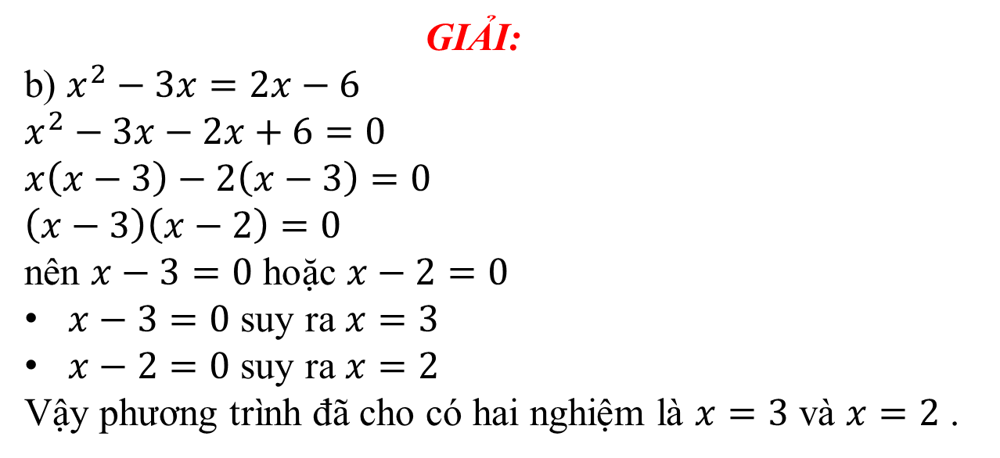 GIẢI:
b) x² − 3x = 2x − 6
x² − 3x − 2x + 6 = 0
x(x − 3) − 2(x − 3) = 0
(x − 3)(x − 2) = 0
nên x − 3 = 0 hoặc x − 2 = 0
• x − 3 = 0 suy ra x = 3
• x − 2 = 0 suy ra x = 2
Vậy phương trình đã cho có hai nghiệm là x = 3 và x = 2 .